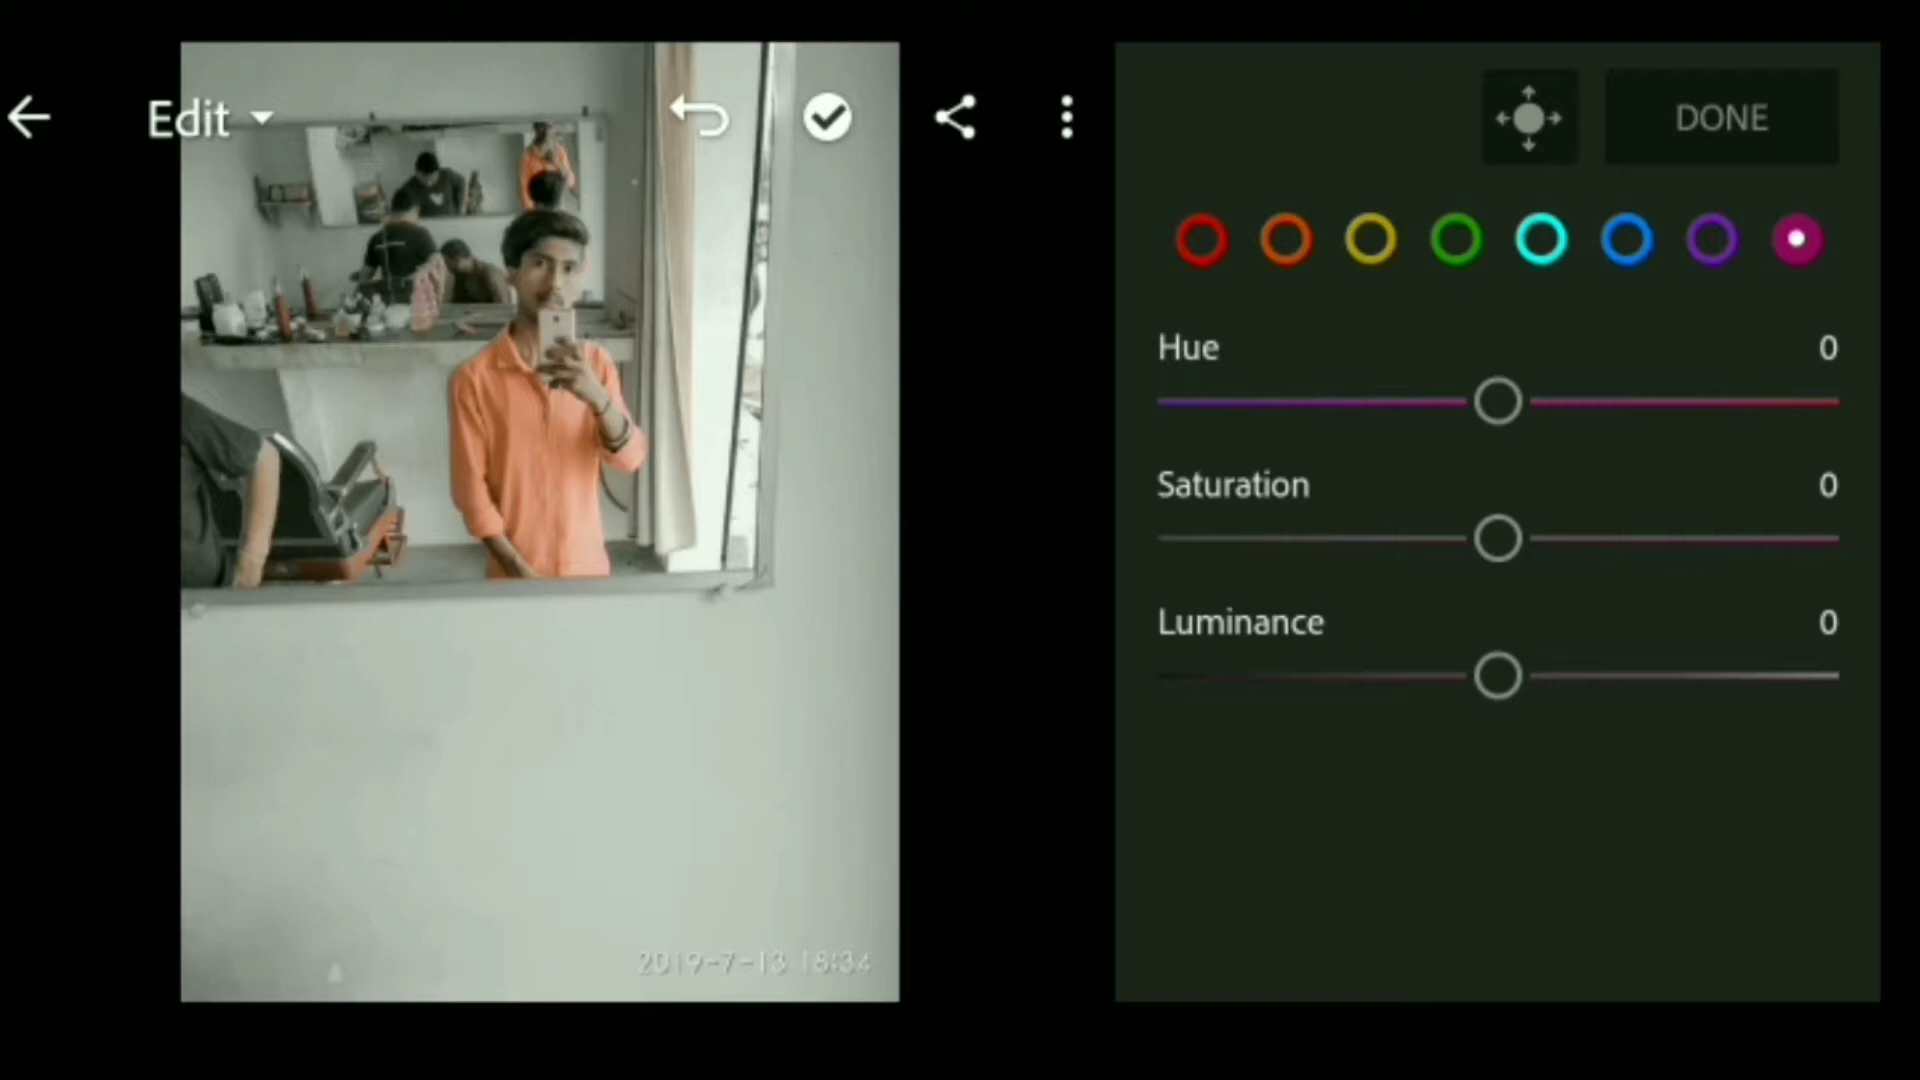 Edit
DONE
Hue 0
Saturation 0
Luminance 0
2019-7-13 18:34